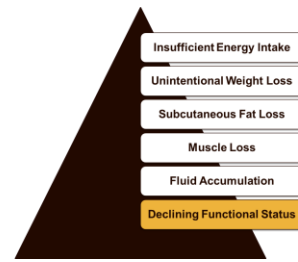 Insufficient Energy Intake
Unintentional Weight Loss
Subcutaneous Fat Loss
Muscle Loss
Fluid Accumulation
Declining Functional Status